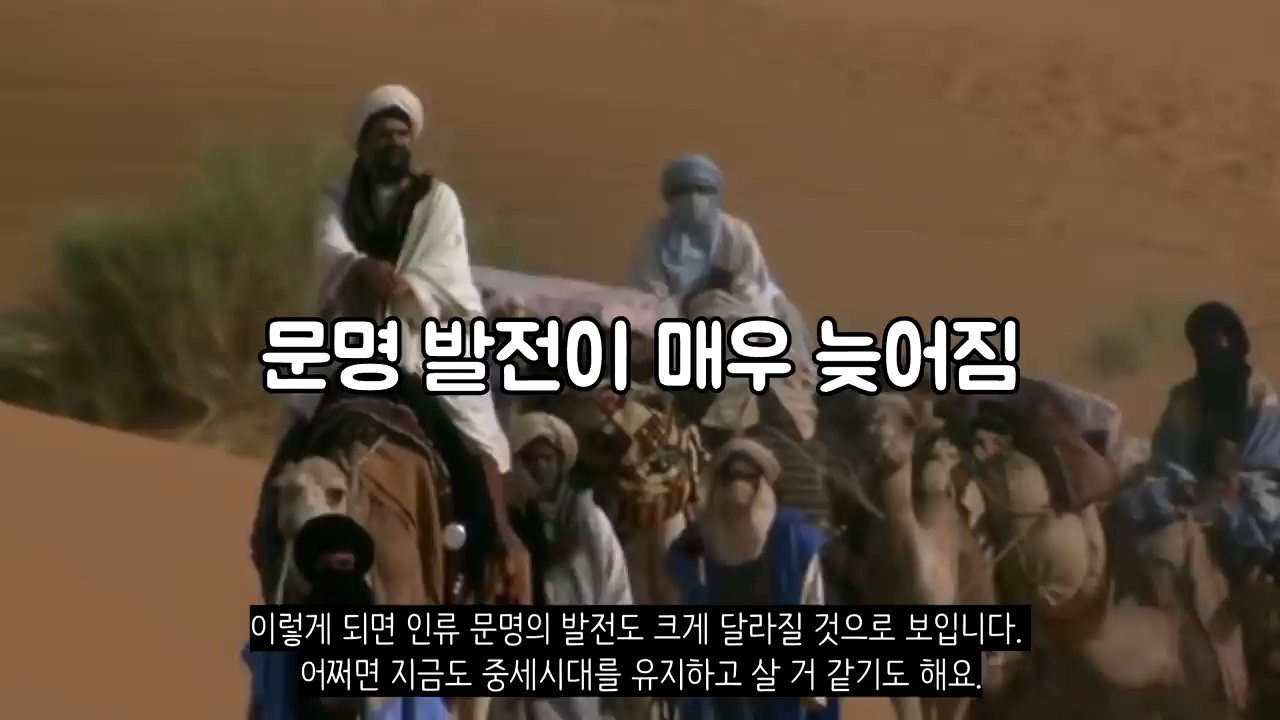 문명 발전이 매우 늦어짐
이렇게 되면 인류 문명의 발전도 크게 달라질 것으로 보입니다.
어쩌면 지금도 중세시대를 유지하고 살 거 같기도 해요.